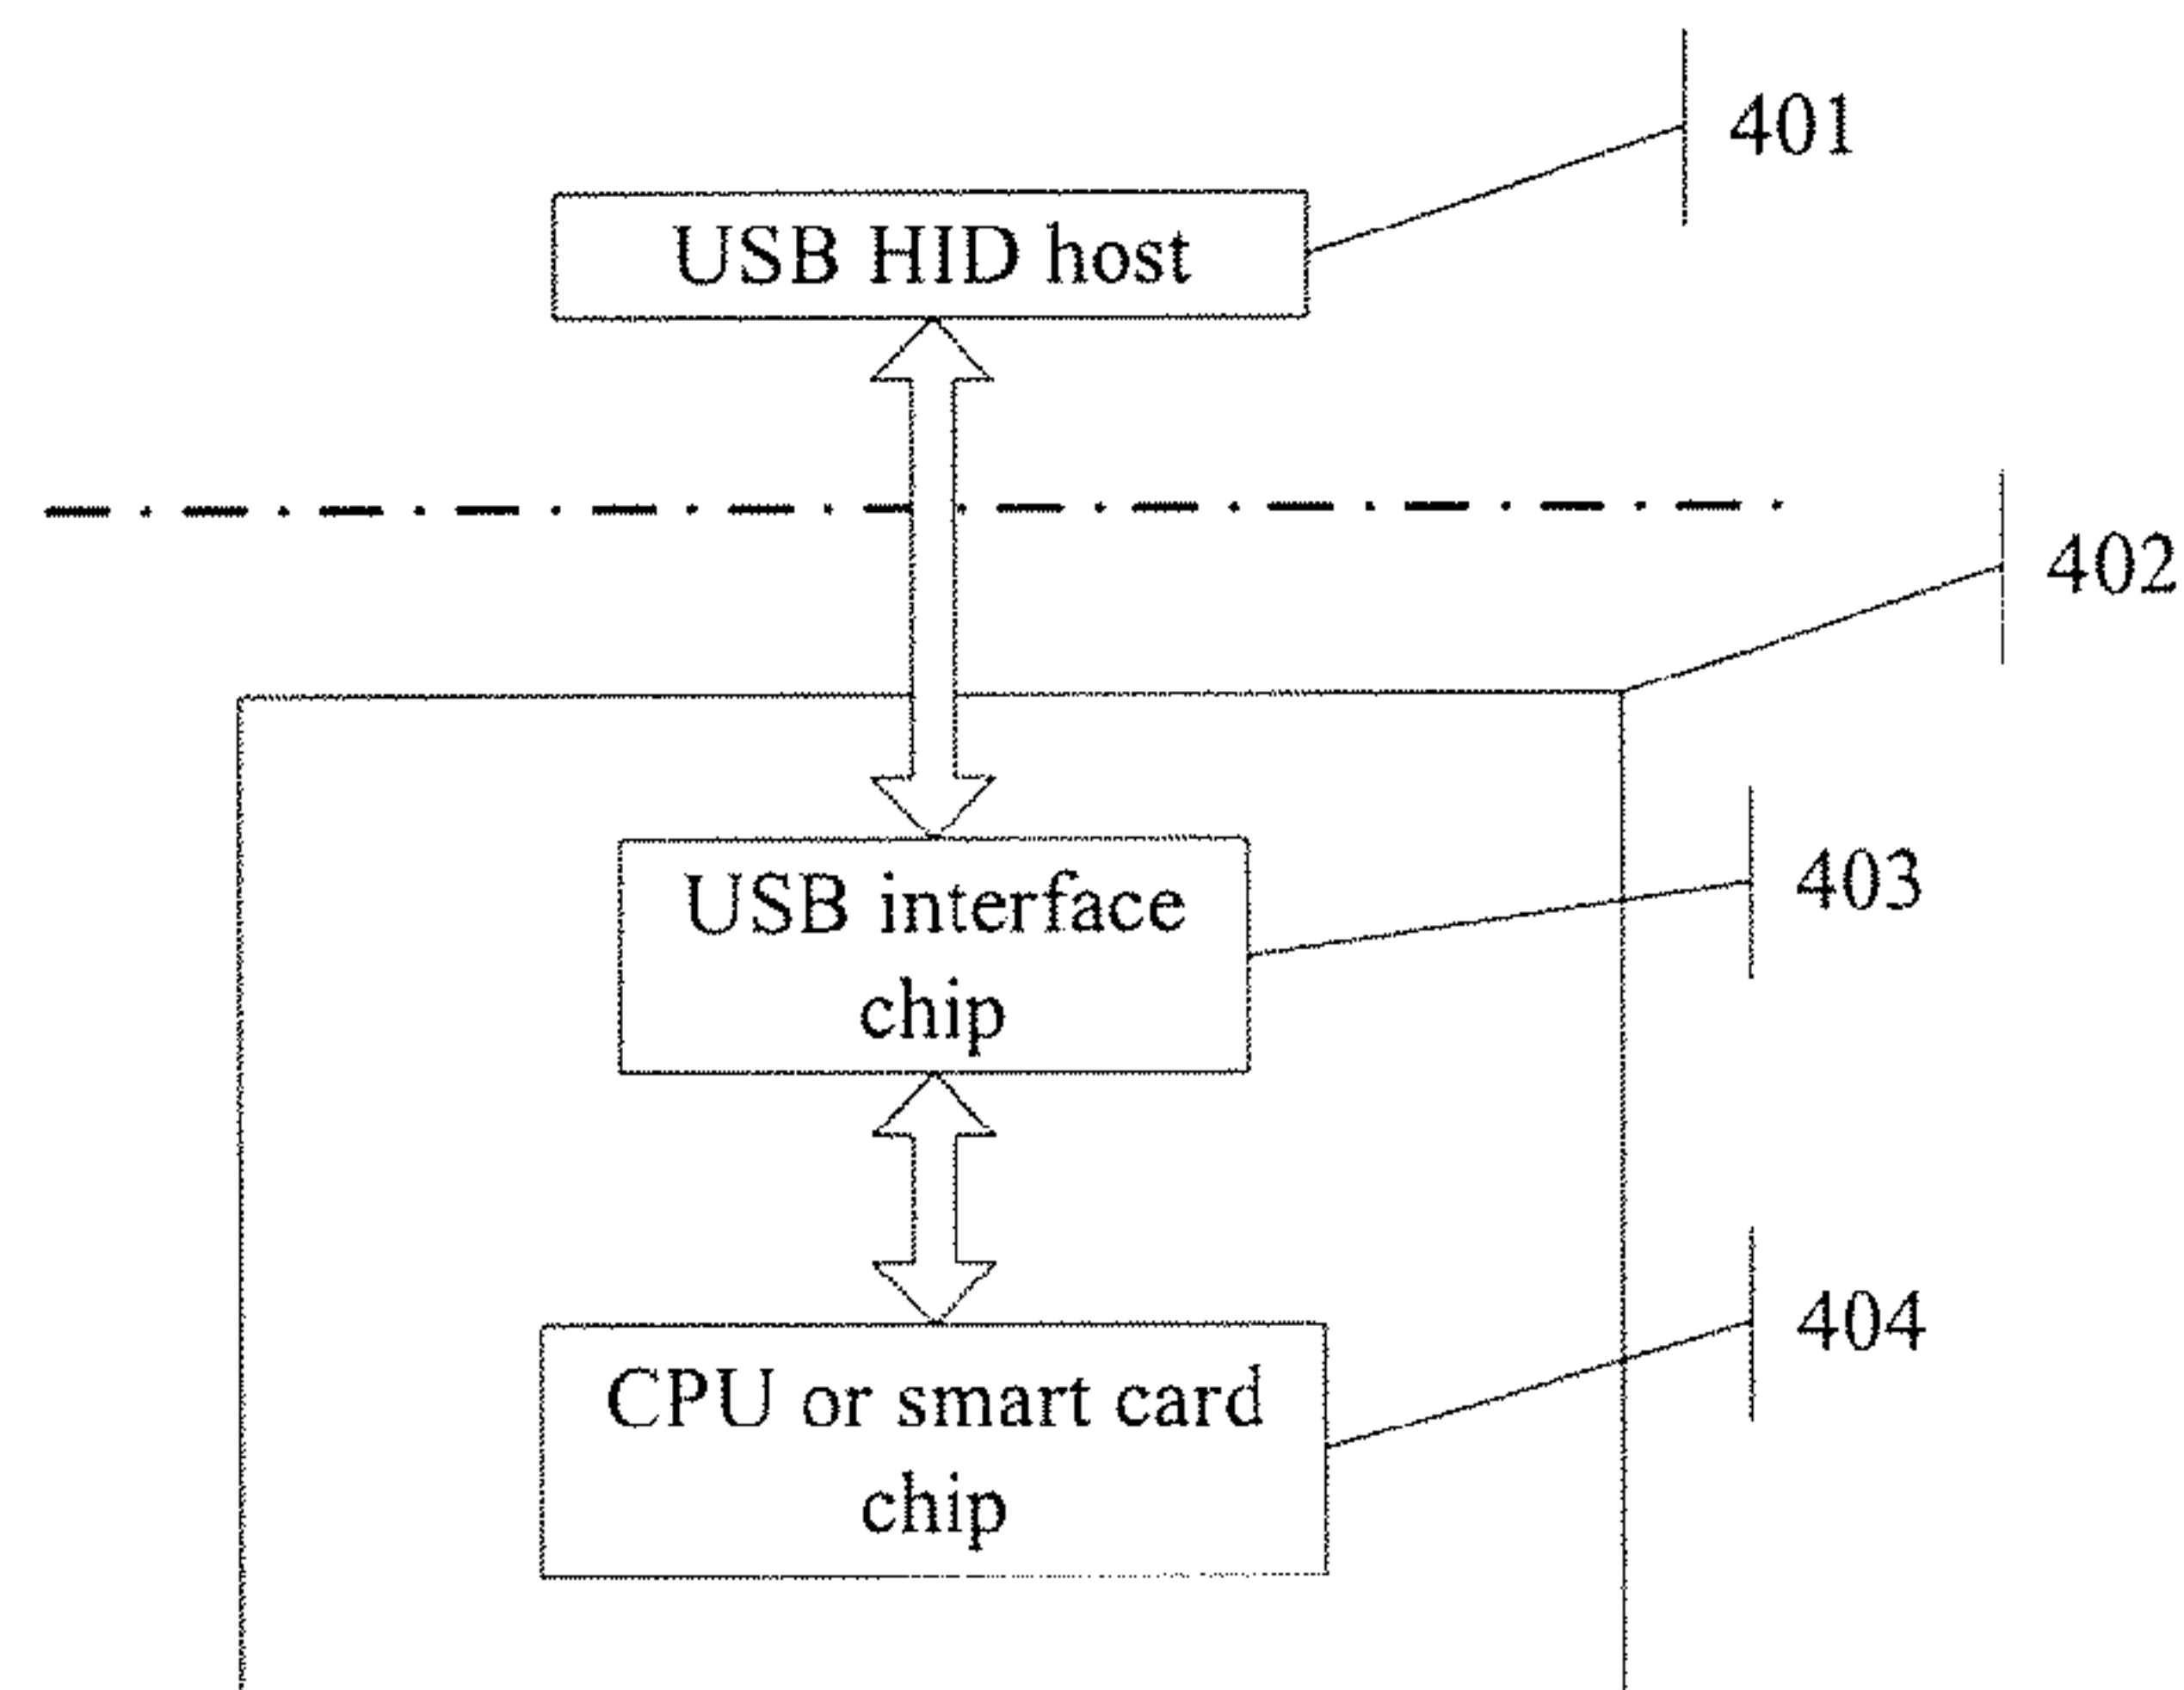 401
USB HID host
402
USB interface
chip
403
CPU or smart card
chip
404